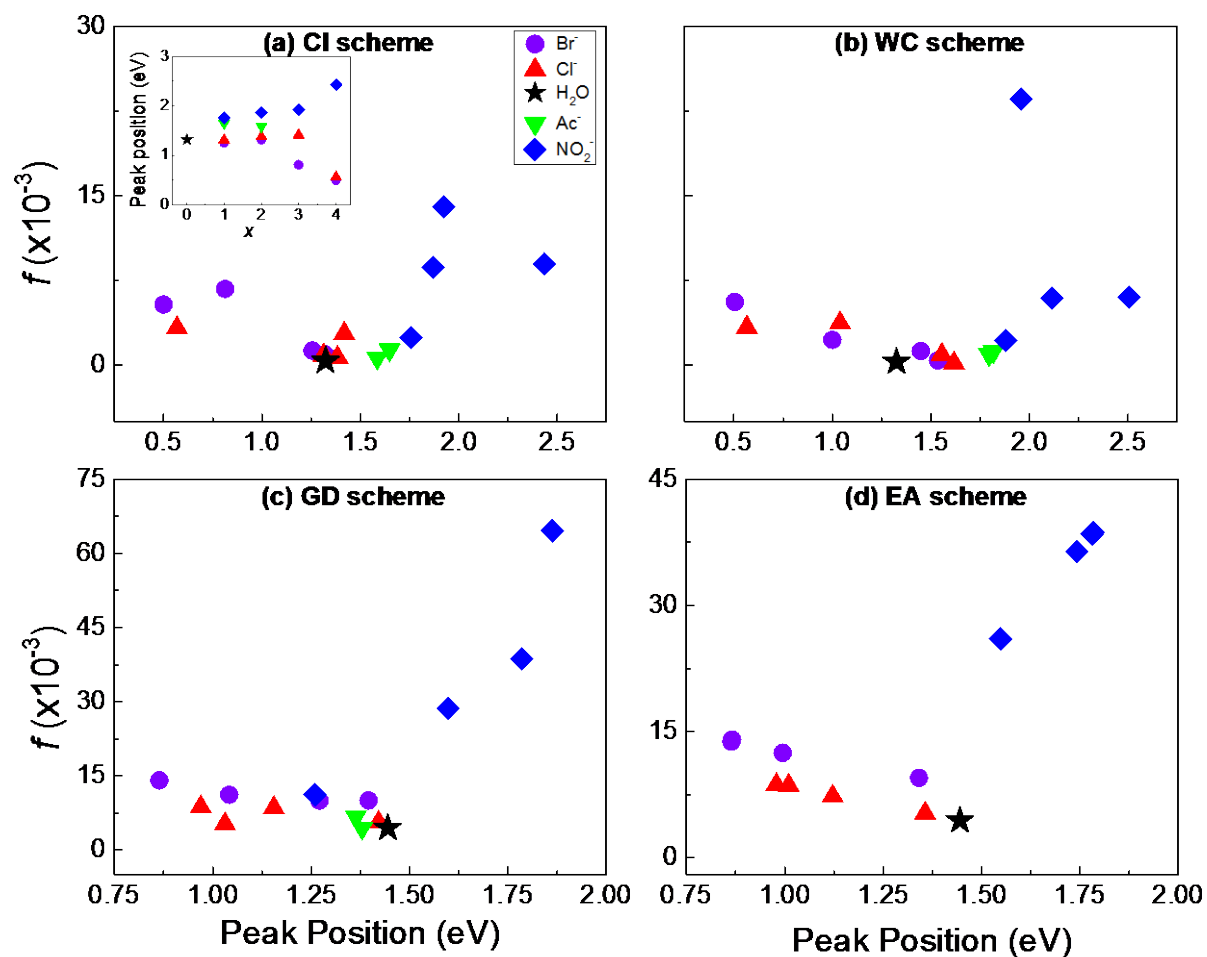 (a) CI scheme
f (x10⁻³)
30
15
0
0.5 1.0 1.5 2.0 2.5
Peak position (eV)
3
2
1
0
0 1 2 3 4
x
Br⁻
Cl⁻
H₂O
Ac⁻
NO₂⁻
(b) WC scheme
0.5 1.0 1.5 2.0 2.5
(c) GD scheme
f (x10⁻³)
75
60
45
30
15
0
0.75 1.00 1.25 1.50 1.75 2.00
Peak Position (eV)
(d) EA scheme
45
30
15
0
0.75 1.00 1.25 1.50 1.75 2.00
Peak Position (eV)